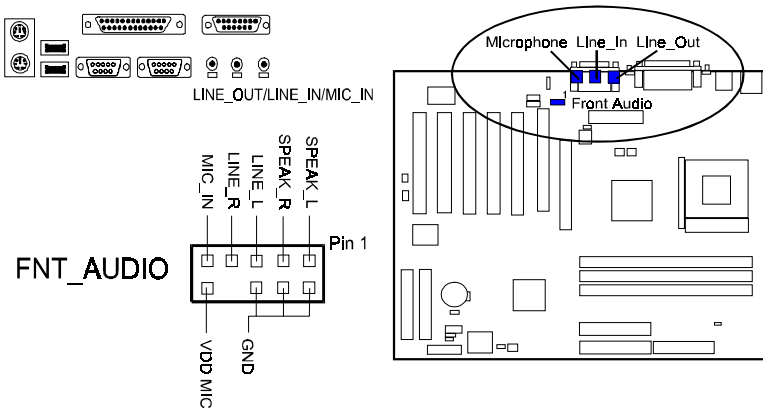 Microphone LIne_In LIne_Out
LINE_OUT/LINE_IN/MIC_IN
1
Front Audio
MIC_IN
LINE_R
LINE_L
SPEAK_R
SPEAK_L
Pin 1
FNT_AUDIO
VDD MIC
GND